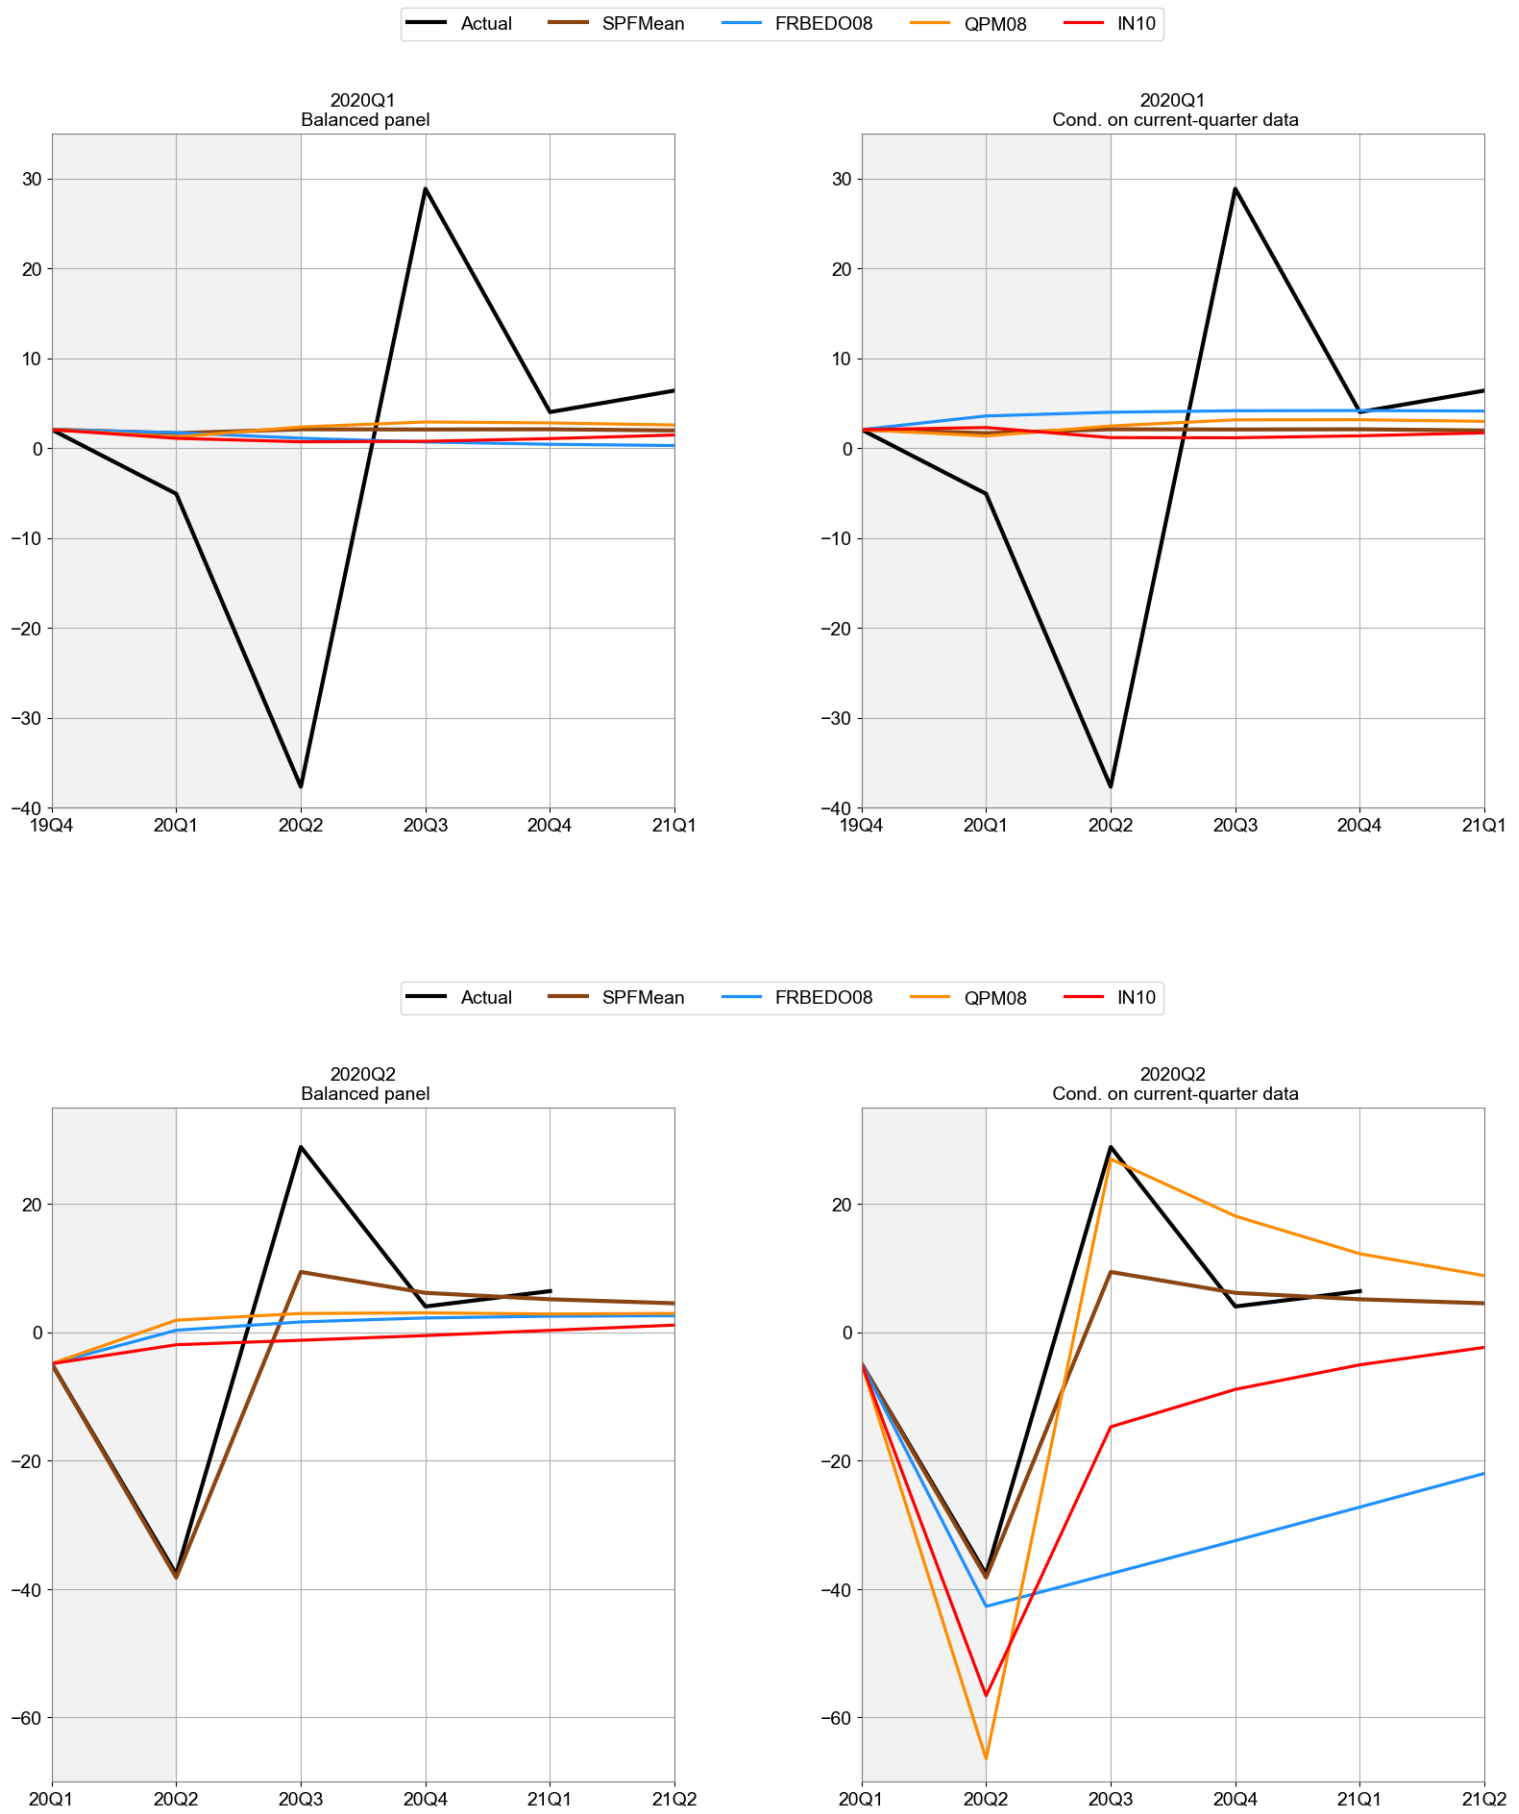 Actual SPFMean FRBEDO08 QPM08 IN10
2020Q1
Balanced panel
30
20
10
0
−10
−20
−30
−40
19Q4 20Q1 20Q2 20Q3 20Q4 21Q1
2020Q1
Cond. on current-quarter data
30
20
10
0
−10
−20
−30
−40
19Q4 20Q1 20Q2 20Q3 20Q4 21Q1
Actual SPFMean FRBEDO08 QPM08 IN10
2020Q2
Balanced panel
20
0
−20
−40
−60
20Q1 20Q2 20Q3 20Q4 21Q1 21Q2
2020Q2
Cond. on current-quarter data
20
0
−20
−40
−60
20Q1 20Q2 20Q3 20Q4 21Q1 21Q2